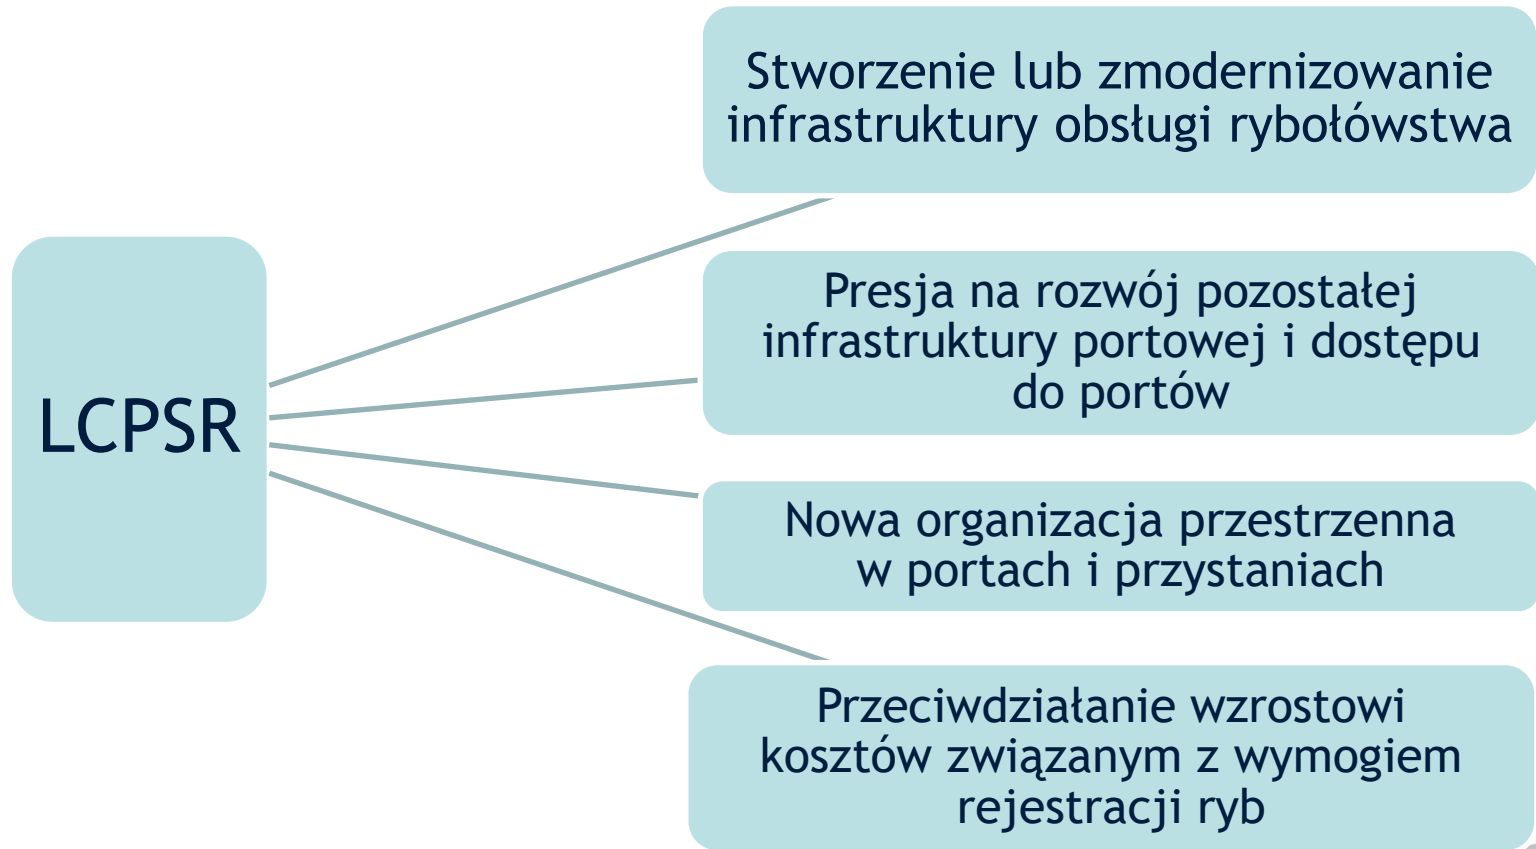 LCPSR
Stworzenie lub zmodernizowanie
infrastruktury obsługi rybołówstwa
Presja na rozwój pozostałej
infrastruktury portowej i dostępu
do portów
Nowa organizacja przestrzenna
w portach i przystaniach
Przeciwdziałanie wzrostowi
kosztów związanym z wymogiem
rejestracji ryb